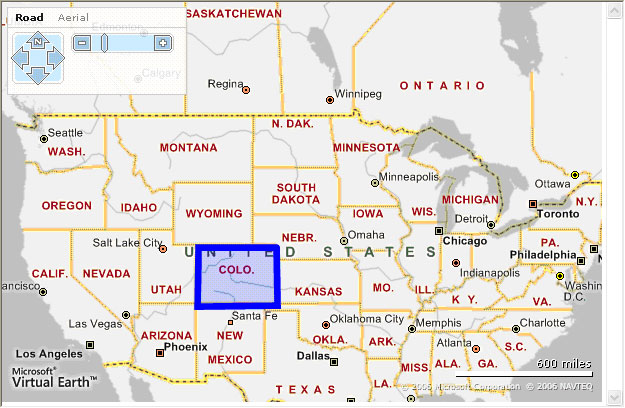 Road Aerial
SASKATCHEWAN
Edmonton
Calgary
Regina
Winnipeg
ONTARIO
Seattle
WASH.
MONTANA
N. DAK.
MINNESOTA
Minneapolis
Ottawa
Toronto
N.Y.
OREGON
IDAHO
WYOMING
SOUTH
DAKOTA
WIS.
MICHIGAN
Detroit
IOWA
Chicago
Salt Lake City
NEBR.
Omaha
UNITED STATES
PA.
Philadelphia
CALIF.
NEVADA
UTAH
COLO.
KANSAS
MO.
ILL.
Indianapolis
Washington
D.C.
ancisco
KY.
VA.
Las Vegas
Santa Fe
Oklahoma City
Memphis
Charlotte
Los Angeles
ARIZONA
Phoenix
NEW
MEXICO
OKLA.
ARK.
Atlanta
S.C.
Dallas
MISS.
ALA.
GA.
600 miles
Microsoft®
Virtual Earth™
TEXAS
LA.
© 2006 Microsoft Corporation © 2006 NAVTEQ
N